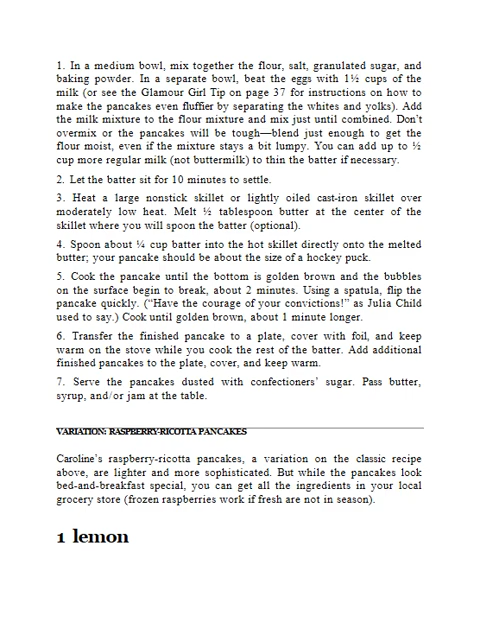 1. In a medium bowl, mix together the flour, salt, granulated sugar, and
baking powder. In a separate bowl, beat the eggs with 1½ cups of the
milk (or see the Glamour Girl Tip on page 37 for instructions on how to
make the pancakes even fluffier by separating the whites and yolks). Add
the milk mixture to the flour mixture and mix just until combined. Don’t
overmix or the pancakes will be tough—blend just enough to get the
flour moist, even if the mixture stays a bit lumpy. You can add up to ½
cup more regular milk (not buttermilk) to thin the batter if necessary.
2. Let the batter sit for 10 minutes to settle.
3. Heat a large nonstick skillet or lightly oiled cast-iron skillet over
moderately low heat. Melt ½ tablespoon butter at the center of the
skillet where you will spoon the batter (optional).
4. Spoon about ¼ cup batter into the hot skillet directly onto the melted
butter; your pancake should be about the size of a hockey puck.
5. Cook the pancake until the bottom is golden brown and the bubbles
on the surface begin to break, about 2 minutes. Using a spatula, flip the
pancake quickly. (“Have the courage of your convictions!” as Julia Child
used to say.) Cook until golden brown, about 1 minute longer.
6. Transfer the finished pancake to a plate, cover with foil, and keep
warm on the stove while you cook the rest of the batter. Add additional
finished pancakes to the plate, cover, and keep warm.
7. Serve the pancakes dusted with confectioners’ sugar. Pass butter,
syrup, and/or jam at the table.
VARIATION: RASPBERRY-RICOTTA PANCAKES
Caroline’s raspberry-ricotta pancakes, a variation on the classic recipe
above, are lighter and more sophisticated. But while the pancakes look
bed-and-breakfast special, you can get all the ingredients in your local
grocery store (frozen raspberries work if fresh are not in season).
1 lemon